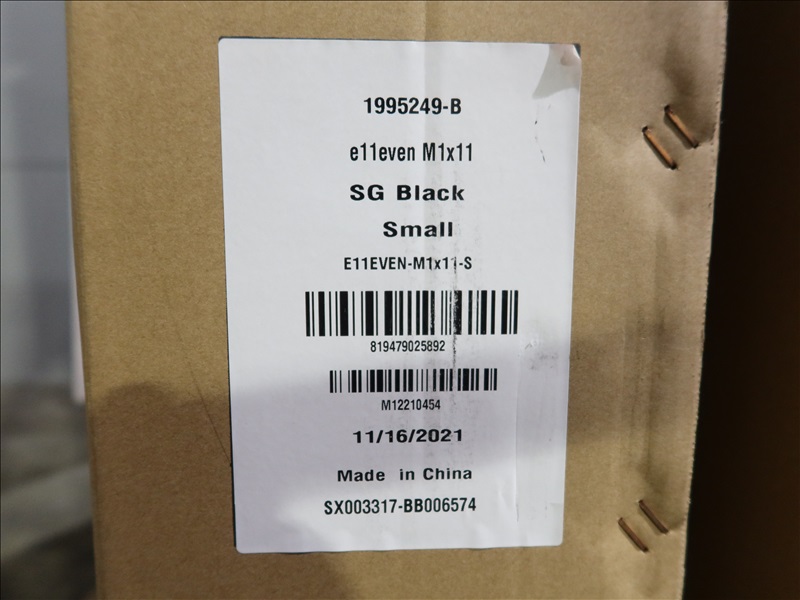 1995249-B
e11even M1x11
SG Black
Small
E11EVEN-M1x11-S
819479025892
M12210454
11/16/2021
Made in China
SX003317-BB006574